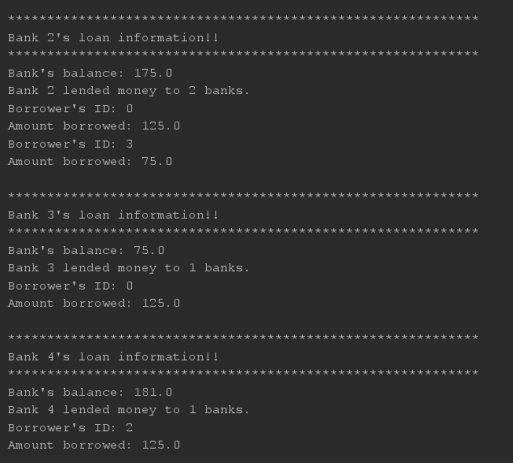 ************************************************************
Bank 2's loan information!!
************************************************************
Bank's balance: 175.0
Bank 2 lended money to 2 banks.
Borrower's ID: 0
Amount borrowed: 125.0
Borrower's ID: 3
Amount borrowed: 75.0
************************************************************
Bank 3's loan information!!
************************************************************
Bank's balance: 75.0
Bank 3 lended money to 1 banks.
Borrower's ID: 0
Amount borrowed: 125.0
************************************************************
Bank 4's loan information!!
************************************************************
Bank's balance: 181.0
Bank 4 lended money to 1 banks.
Borrower's ID: 2
Amount borrowed: 125.0